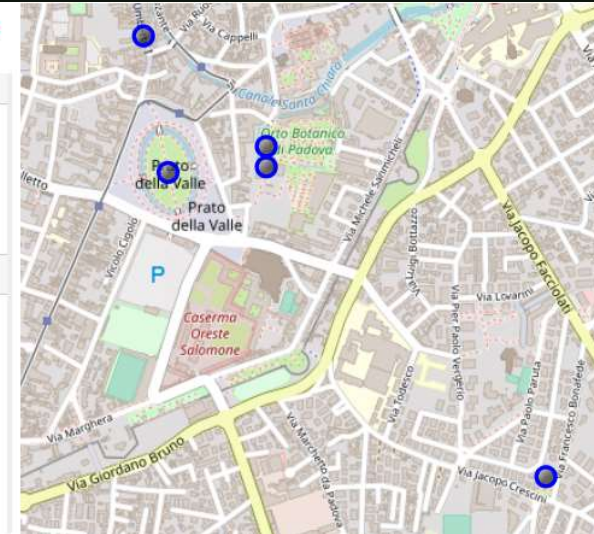 Via Cappelli
Canale Santa Chiara
Orto Botanico
di Padova
Prato
della Valle
Prato
della Valle
Vicolo Cigolo
P
Via Michele Sanmicheli
Via Luigi Bottazzo
Via Jacopo Facciolati
Via Lovarini
Via Pier Paolo Vergerio
Caserma
Oreste
Salomone
Via Todesco
Via Paolo Paruta
Via Francesco Bonafede
Via Marghera
Via Giordano Bruno
Via Marchetto da Padova
Via Jacopo Crescini